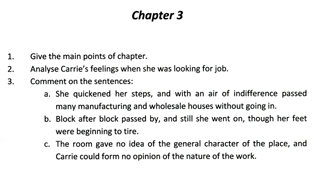 Chapter 3
1. Give the main points of chapter.
2. Analyse Carrie's feelings when she was looking for job.
3. Comment on the sentences:
a. She quickened her steps, and with an air of indifference passed
many manufacturing and wholesale houses without going in.
b. Block after block passed by, and still she went on, though her feet
were beginning to tire.
c. The room gave no idea of the general character of the place, and
Carrie could form no opinion of the nature of the work.